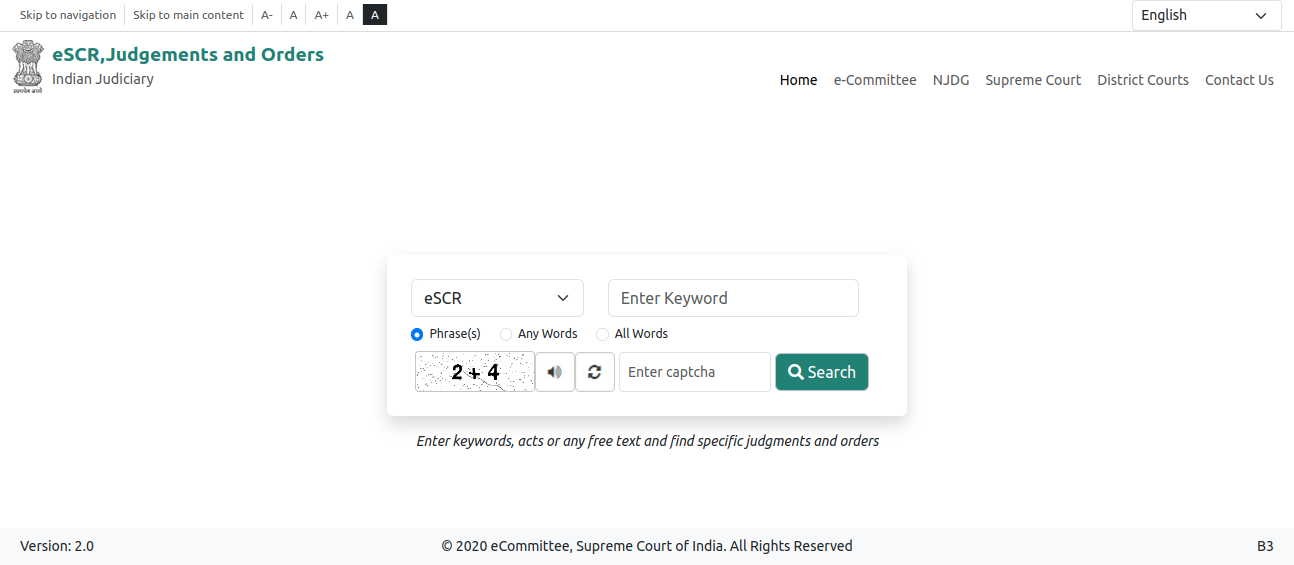 Skip to navigation Skip to main content A- A A+ A A English
eSCR,Judgements and Orders
Indian Judiciary
Home e-Committee NJDG Supreme Court District Courts Contact Us
eSCR Enter Keyword
Phrase(s) Any Words All Words
2 + 4 Enter captcha Search
Enter keywords, acts or any free text and find specific judgments and orders
Version: 2.0 © 2020 eCommittee, Supreme Court of India. All Rights Reserved B3